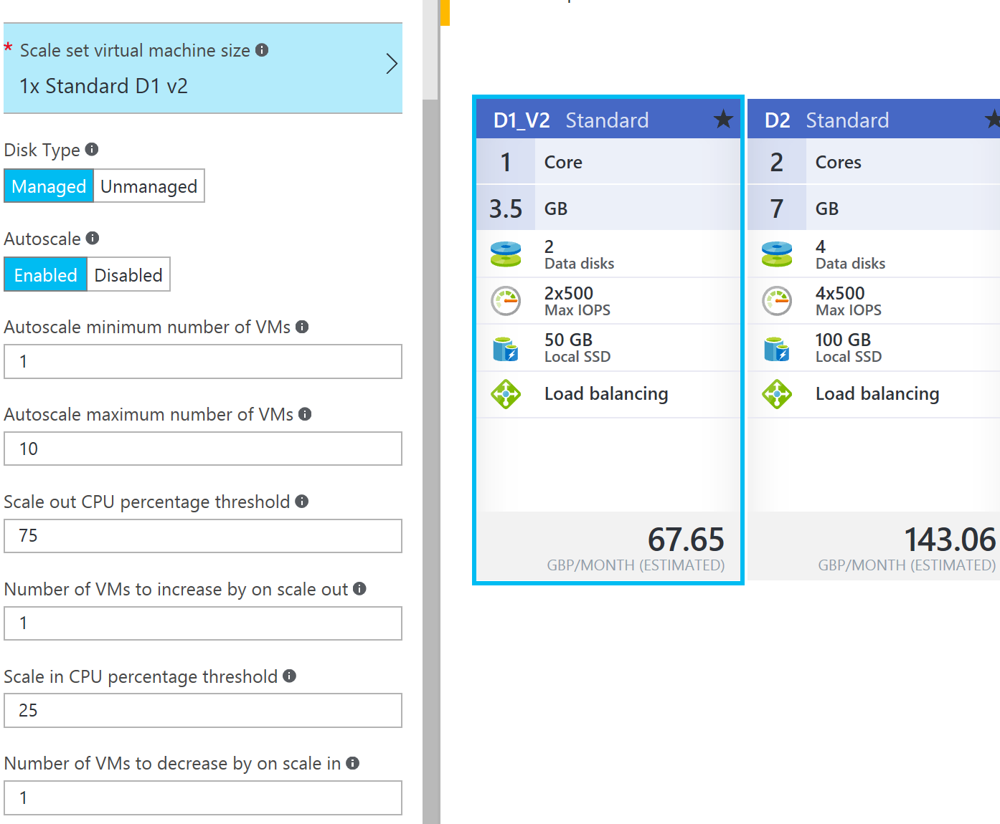 * Scale set virtual machine size
1x Standard D1 v2
Disk Type
Managed Unmanaged
Autoscale
Enabled Disabled
Autoscale minimum number of VMs
1
Autoscale maximum number of VMs
10
Scale out CPU percentage threshold
75
Number of VMs to increase by on scale out
1
Scale in CPU percentage threshold
25
Number of VMs to decrease by on scale in
1
D1_V2 Standard
1 Core
3.5 GB
2
Data disks
2x500
Max IOPS
50 GB
Local SSD
Load balancing
67.65
GBP/MONTH (ESTIMATED)
D2 Standard
2 Cores
7 GB
4
Data disks
4x500
Max IOPS
100 GB
Local SSD
Load balancing
143.06
GBP/MONTH (ESTIMATED)